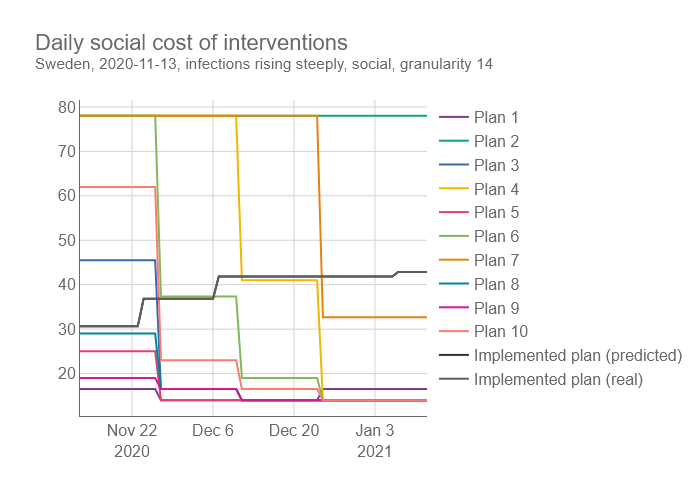 Daily social cost of interventions
Sweden, 2020-11-13, infections rising steeply, social, granularity 14
80
70
60
50
40
30
20
Nov 22
2020
Dec 6
Dec 20
Jan 3
2021
Plan 1
Plan 2
Plan 3
Plan 4
Plan 5
Plan 6
Plan 7
Plan 8
Plan 9
Plan 10
Implemented plan (predicted)
Implemented plan (real)